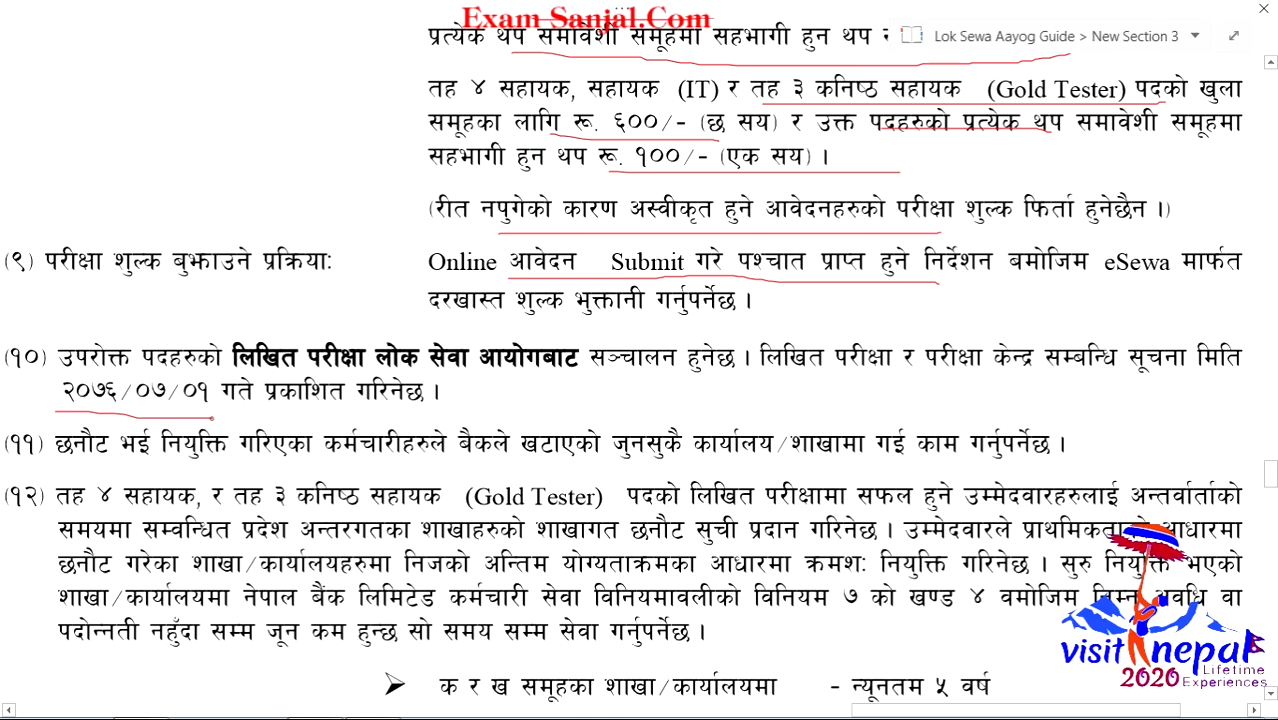 Exam Sanjal.Com
प्रत्येक थप समावेशी समूहमा सहभागी हुन थप
Lok Sewa Aayog Guide > New Section 3
तह ४ सहायक, सहायक (IT) र तह ३ कनिष्ठ सहायक (Gold Tester) पदको खुला
समूहका लागि रू. ६००/- (छ सय) र उक्त पदहरुको प्रत्येक थप समावेशी समूहमा
सहभागी हुन थप रू. १००/- (एक सय) ।
(रीत नपुगेको कारण अस्वीकृत हुने आवेदनहरुको परीक्षा शुल्क फिर्ता हुनेछैन ।)
(९) परीक्षा शुल्क बुझाउने प्रक्रिया: Online आवेदन Submit गरे पश्चात प्राप्त हुने निर्देशन बमोजिम eSewa मार्फत
दरखास्त शुल्क भुक्तानी गर्नुपर्नेछ ।
(१०) उपरोक्त पदहरुको लिखित परीक्षा लोक सेवा आयोगबाट सञ्चालन हुनेछ । लिखित परीक्षा र परीक्षा केन्द्र सम्बन्धि सूचना मिति
२०७६/०७/०१ गते प्रकाशित गरिनेछ ।
(११) छनौट भई नियुक्ति गरिएका कर्मचारीहरुले बैकले खटाएको जुनसुकै कार्यालय/शाखामा गई काम गर्नुपर्नेछ ।
(१२) तह ४ सहायक, र तह ३ कनिष्ठ सहायक (Gold Tester) पदको लिखित परीक्षामा सफल हुने उम्मेदवारहरुलाई अन्तर्वार्ताको
समयमा सम्वन्धित प्रदेश अन्तरगतका शाखाहरुको शाखागत छनौट सुची प्रदान गरिनेछ । उम्मेदवारले आधारमा
छनौट गरेका शाखा/कार्यालयहरुमा निजको अन्तिम योग्यताक्रमका आधारमा क्रमश: नियुक्ति गरिनेछ । सुरु नियुक्ति भएको
शाखा/कार्यालयमा नेपाल बैंक लिमिटेड कर्मचारी सेवा विनियमावलीको विनियम ७ को खण्ड ४ वमोजिम निम्न अवधि वा
पदोन्नती नहुँदा सम्म जून कम हुन्छ सो समय सम्म सेवा गर्नुपर्नेछ ।
➢ क र ख समूहका शाखा/कार्यालयमा - न्यूनतम ५ वर्ष
visit nepal
2020 Lifetime
Experiences